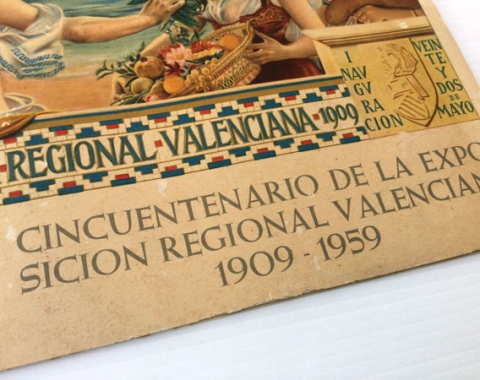 I
NAV
GV
RA
CION
VEIN
TE
Y
DOS
DE
MAYO
REGIONAL·VALENCIANA·1909
CINCUENTENARIO DE LA EXPO
SICION REGIONAL VALENCIAN
1909 - 1959